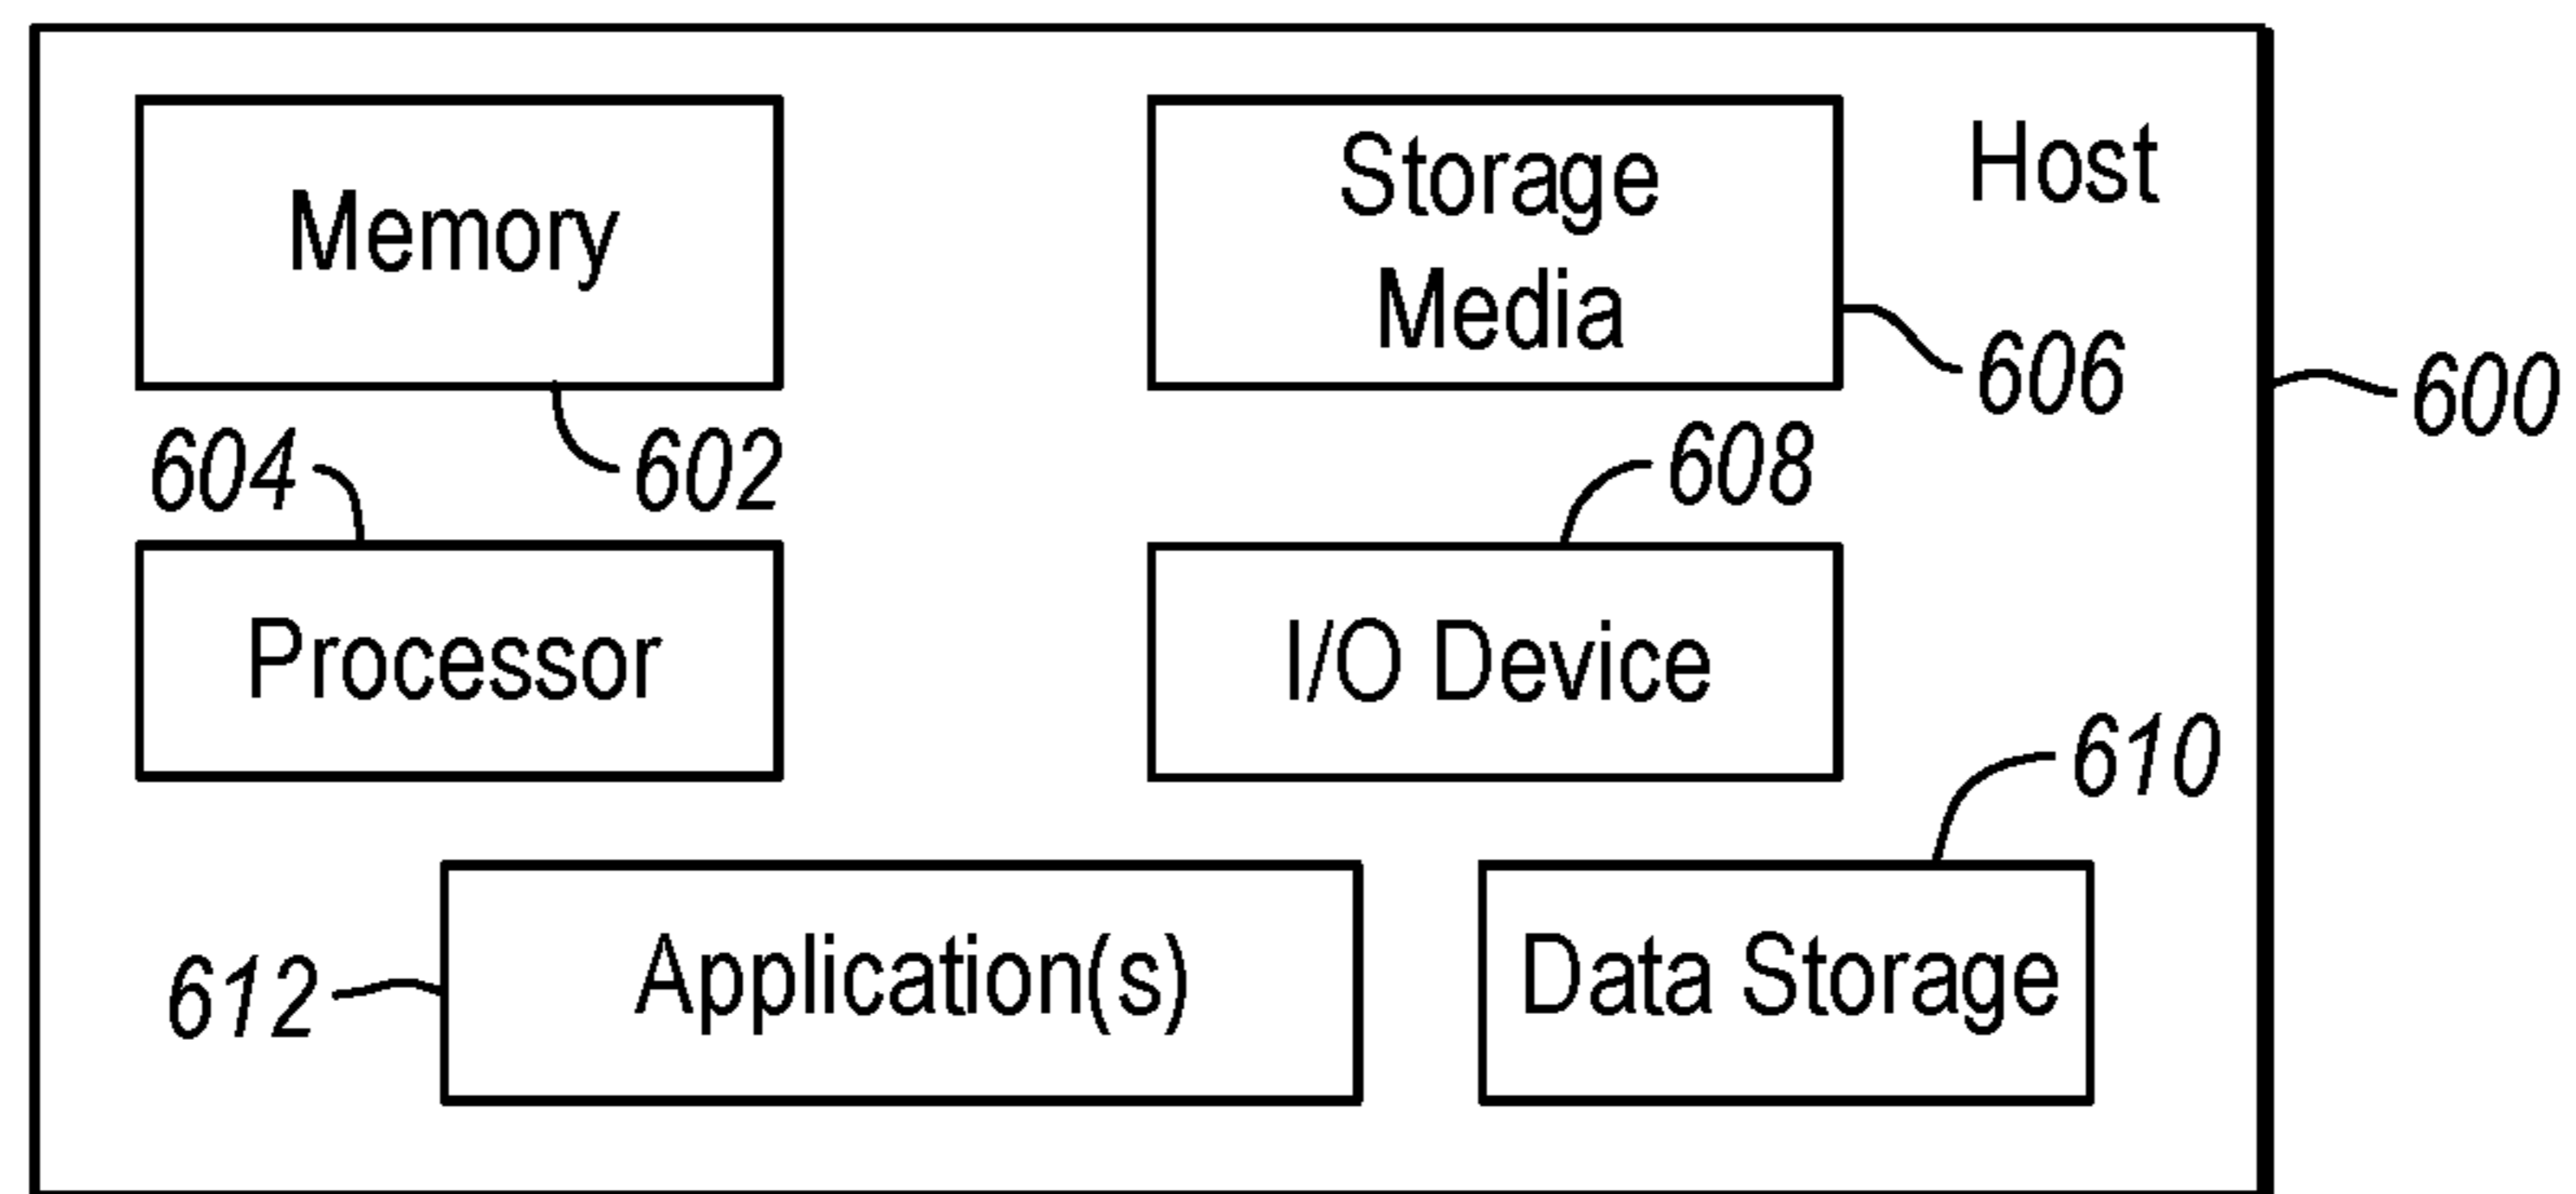 Memory
Storage
Media
Host
606
600
604
602
608
Processor
I/O Device
610
612
Application(s)
Data Storage